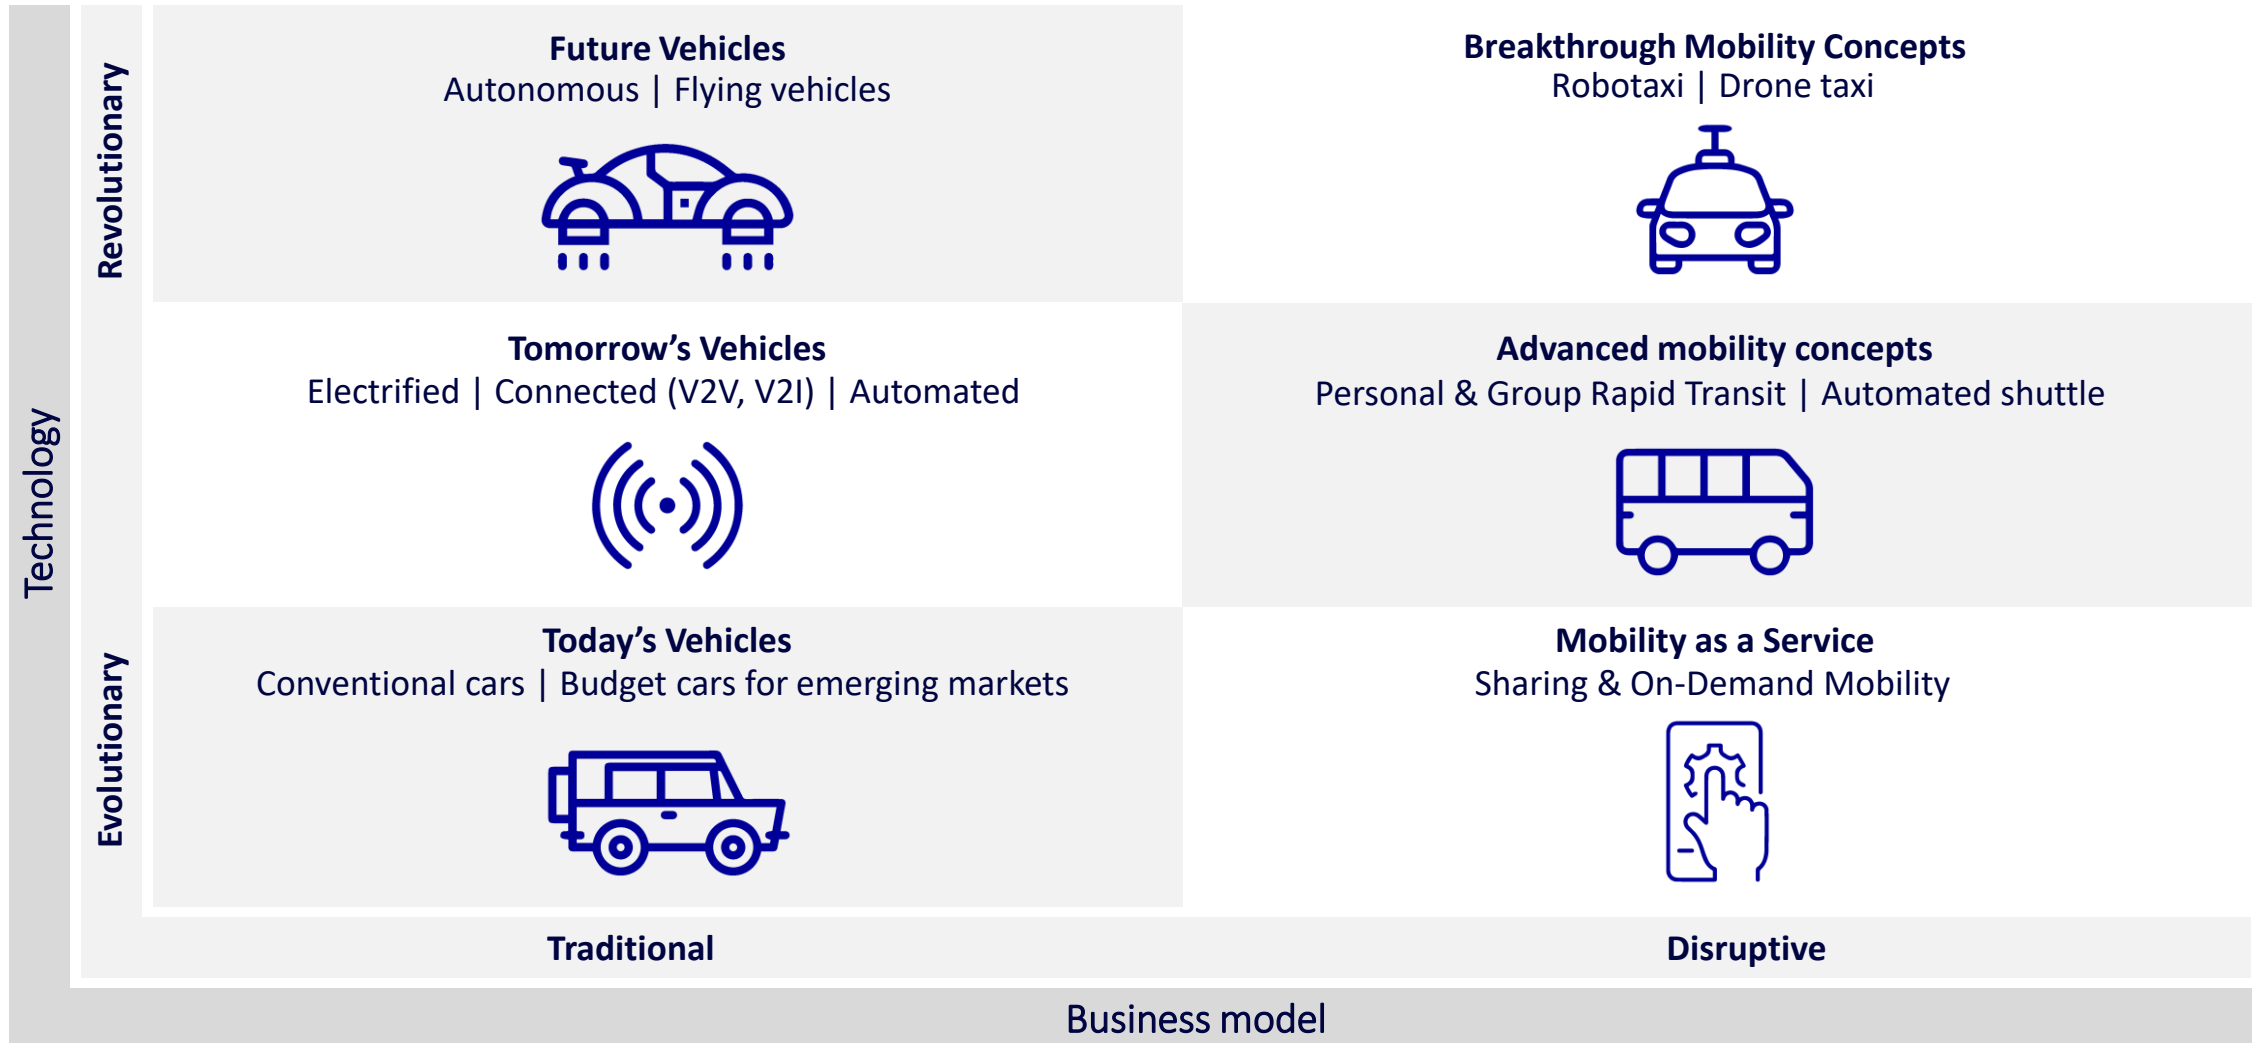 Technology
Revolutionary
Future Vehicles
Autonomous | Flying vehicles
Breakthrough Mobility Concepts
Robotaxi | Drone taxi
Tomorrow’s Vehicles
Electrified | Connected (V2V, V2I) | Automated
Advanced mobility concepts
Personal & Group Rapid Transit | Automated shuttle
Evolutionary
Today’s Vehicles
Conventional cars | Budget cars for emerging markets
Mobility as a Service
Sharing & On-Demand Mobility
Traditional
Disruptive
Business model